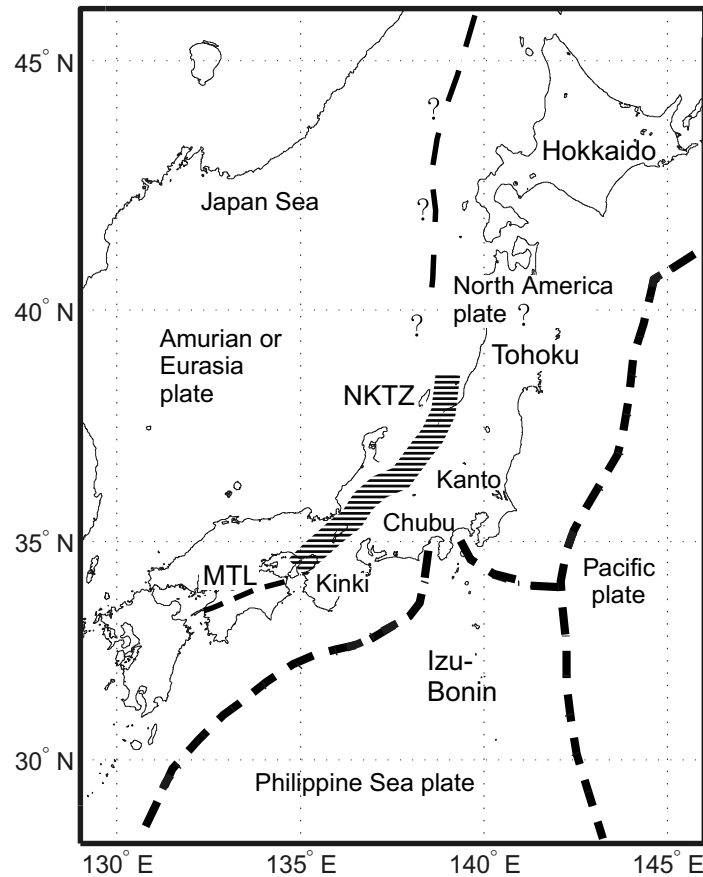 45° N
?
Hokkaido
Japan Sea
?
North America
plate
?
40° N
?
Amurian or
Eurasia
plate
Tohoku
NKTZ
Kanto
Chubu
35° N
MTL
Kinki
Pacific
plate
Izu-
Bonin
30° N
Philippine Sea plate
130° E
135° E
140° E
145° E